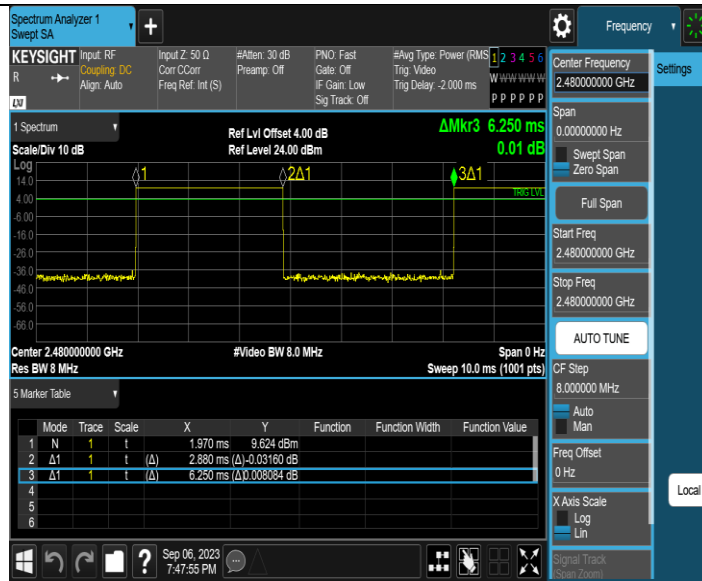 Spectrum Analyzer 1
Swept SA
+
Frequency
KEYSIGHT
Input: RF
Input Z: 50 Ω
#Atten: 30 dB
PNO: Fast
#Avg Type: Power (RMS
1 2 3 4 5 6
R
Coupling: DC
Corr CCorr
Preamp: Off
Gate: Off
Trig: Video
W W W W W W
Align: Auto
Freq Ref: Int (S)
IF Gain: Low
Trig Delay: -2.000 ms
LXI
Sig Track: Off
P P P P P P
Center Frequency
2.480000000 GHz
Settings
Span
0.00000000 Hz
Swept Span
Zero Span
Full Span
Start Freq
2.480000000 GHz
Stop Freq
2.480000000 GHz
AUTO TUNE
CF Step
8.000000 MHz
Auto
Man
Freq Offset
0 Hz
X Axis Scale
Log
Lin
Signal Track
(Span Zoom)
Local
1 Spectrum
Ref Lvl Offset 4.00 dB
ΔMkr3 6.250 ms
Scale/Div 10 dB
Ref Level 24.00 dBm
0.01 dB
Log
1
2Δ1
3Δ1
14.0
TRIG LVL
4.00
-6.00
-16.0
-26.0
-36.0
-46.0
-56.0
-66.0
Center 2.480000000 GHz
#Video BW 8.0 MHz
Span 0 Hz
Res BW 8 MHz
Sweep 10.0 ms (1001 pts)
5 Marker Table
Mode Trace Scale X Y Function Function Width Function Value
1 N 1 t 1.970 ms 9.624 dBm
2 Δ1 1 t (Δ) 2.880 ms (Δ) -0.03160 dB
3 Δ1 1 t (Δ) 6.250 ms (Δ) 0.008084 dB
4
5
6
?
Sep 06, 2023
7:47:55 PM